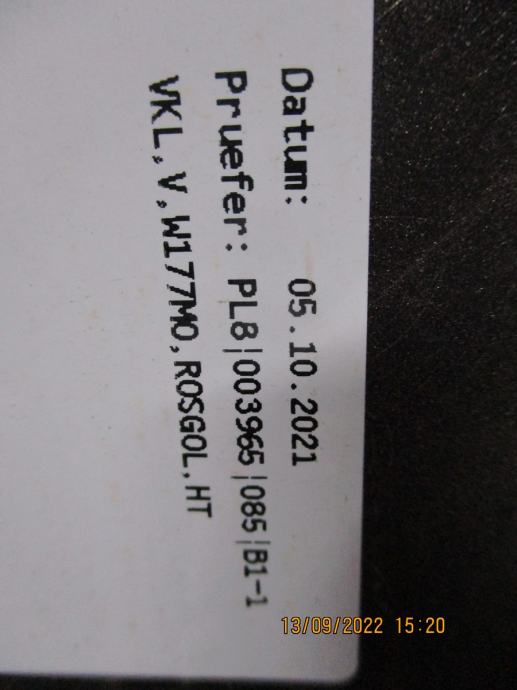 Datum: 05.10.2021
Pruefer: PL8|003965|085|B1-1
VKL,V,W177MO,ROSGOL,HT
13/09/2022 15:20